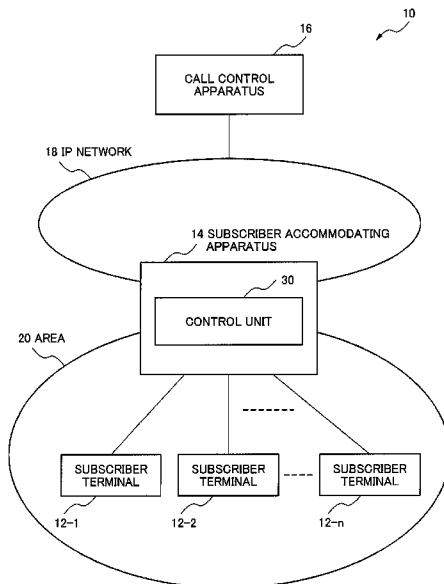 16
10
CALL CONTROL
APPARATUS
18 IP NETWORK
14 SUBSCRIBER ACCOMMODATING
APPARATUS
30
CONTROL UNIT
20 AREA
SUBSCRIBER
TERMINAL
SUBSCRIBER
TERMINAL
SUBSCRIBER
TERMINAL
12-1
12-2
12-n